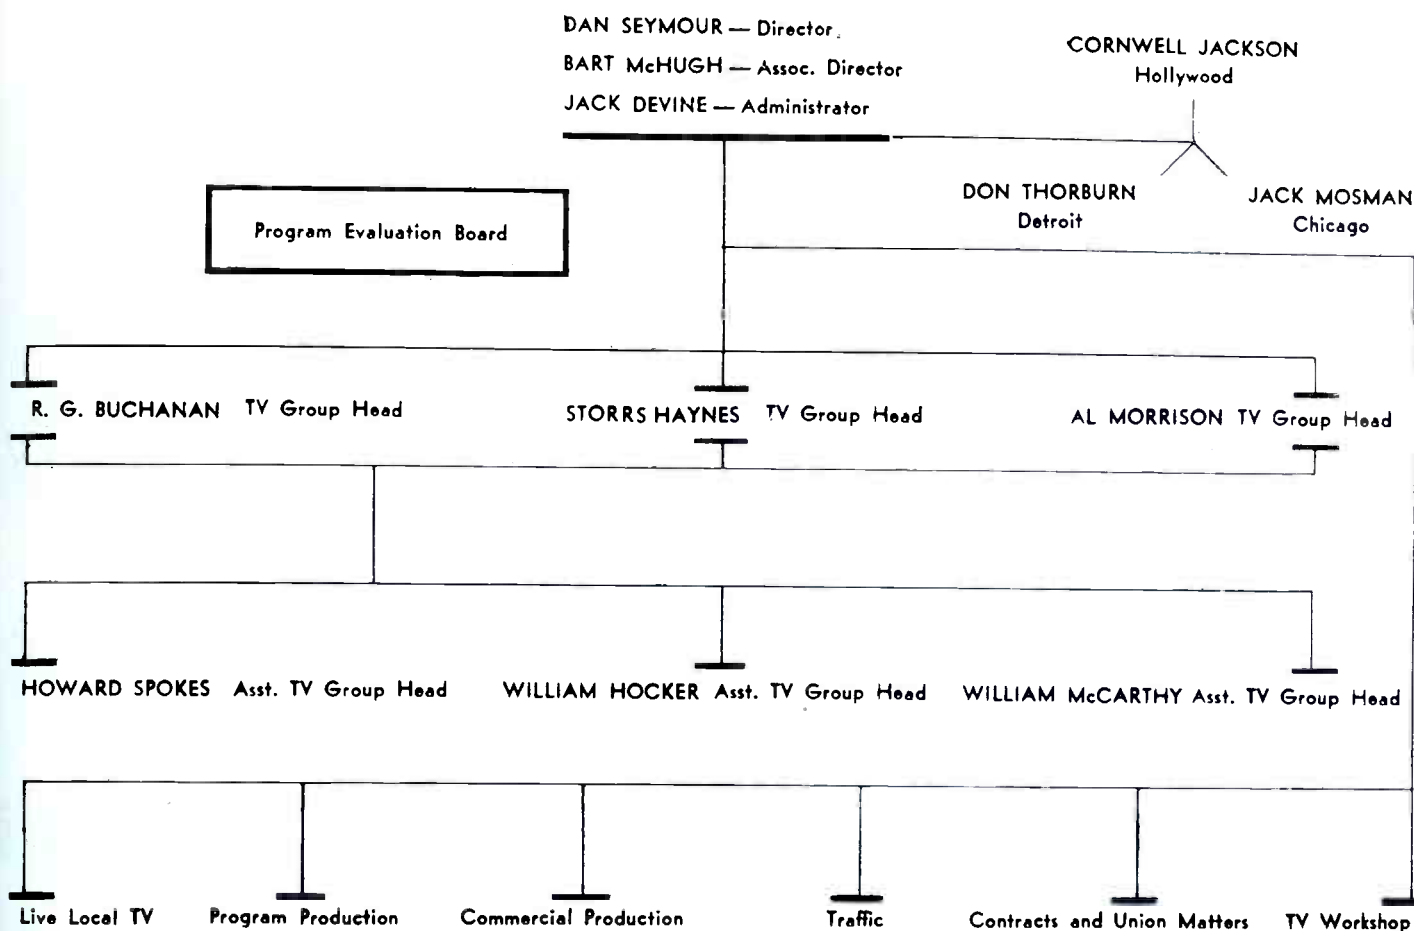 DAN SEYMOUR — Director
BART McHUGH — Assoc. Director
JACK DEVINE — Administrator
CORNWELL JACKSON
Hollywood
DON THORBURN
Detroit
JACK MOSMAN
Chicago
Program Evaluation Board
R. G. BUCHANAN TV Group Head
STORRS HAYNES TV Group Head
AL MORRISON TV Group Head
HOWARD SPOKES Asst. TV Group Head
WILLIAM HOCKER Asst. TV Group Head
WILLIAM McCARTHY Asst. TV Group Head
Live Local TV
Program Production
Commercial Production
Traffic
Contracts and Union Matters
TV Workshop